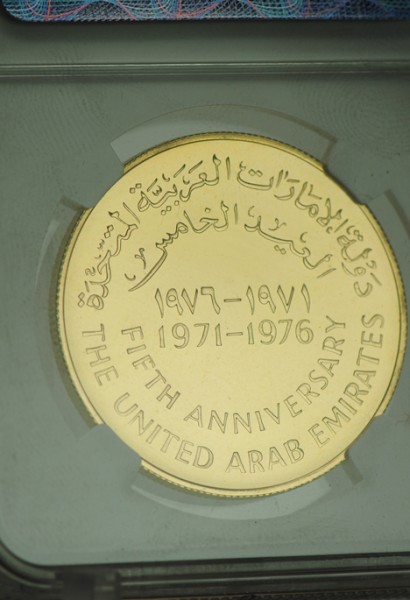 دولة الإمارات العربية المتحدة
العيد الخامس
١٩٧١ - ١٩٧٦
1971-1976
FIFTH ANNIVERSARY
THE UNITED ARAB EMIRATES